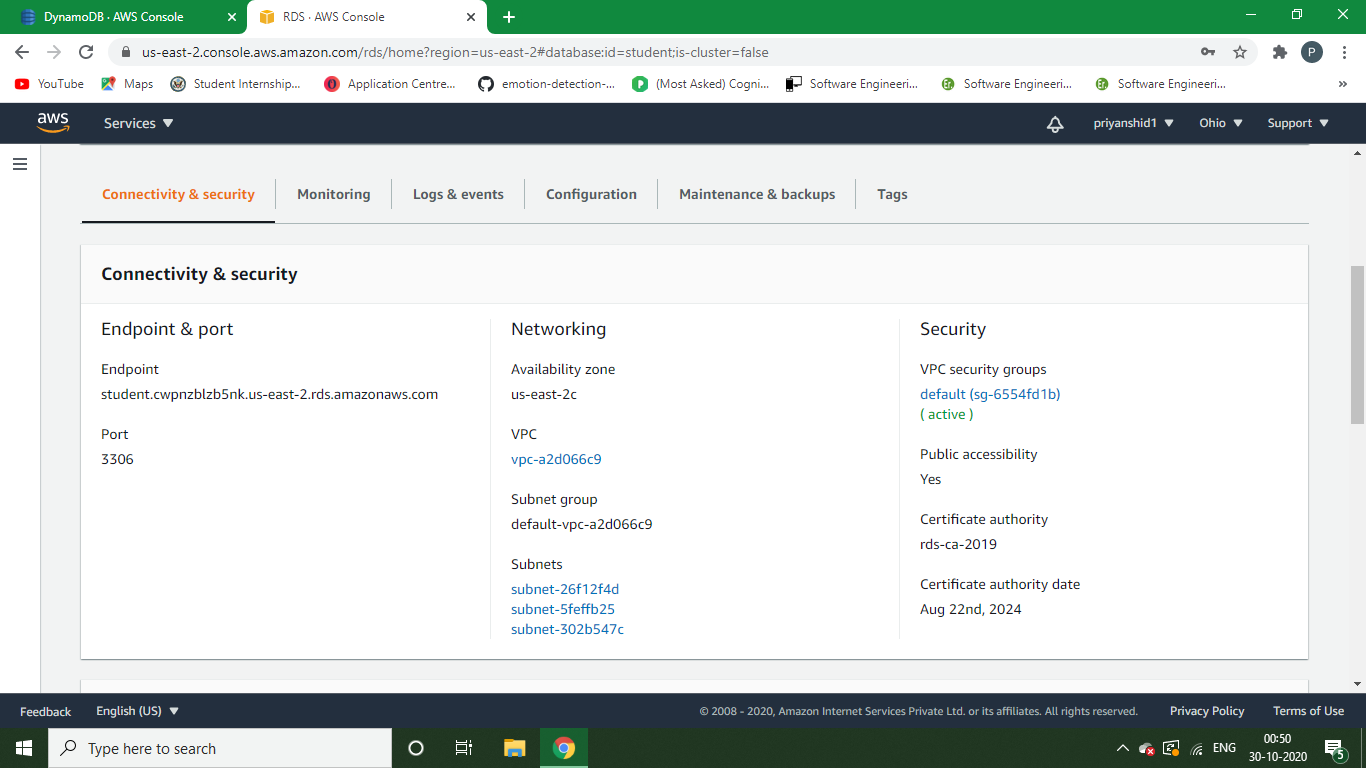 DynamoDB · AWS Console
RDS · AWS Console
us-east-2.console.aws.amazon.com/rds/home?region=us-east-2#database:id=student;is-cluster=false
P
YouTube
Maps
Student Internship...
Application Centre...
emotion-detection-...
(Most Asked) Cogni...
Software Engineeri...
Software Engineeri...
Software Engineeri...
»
aws
Services
priyanshid1
Ohio
Support
Connectivity & security
Monitoring
Logs & events
Configuration
Maintenance & backups
Tags
Connectivity & security
Endpoint & port
Endpoint
student.cwpnzblzb5nk.us-east-2.rds.amazonaws.com
Port
3306
Networking
Availability zone
us-east-2c
VPC
vpc-a2d066c9
Subnet group
default-vpc-a2d066c9
Subnets
subnet-26f12f4d
subnet-5feffb25
subnet-302b547c
Security
VPC security groups
default (sg-6554fd1b)
( active )
Public accessibility
Yes
Certificate authority
rds-ca-2019
Certificate authority date
Aug 22nd, 2024
Feedback
English (US)
© 2008 - 2020, Amazon Internet Services Private Ltd. or its affiliates. All rights reserved.
Privacy Policy
Terms of Use
Type here to search
ENG
00:50
30-10-2020
5